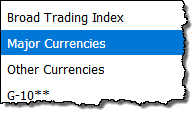 Broad Trading Index
Major Currencies
Other Currencies
G-10**